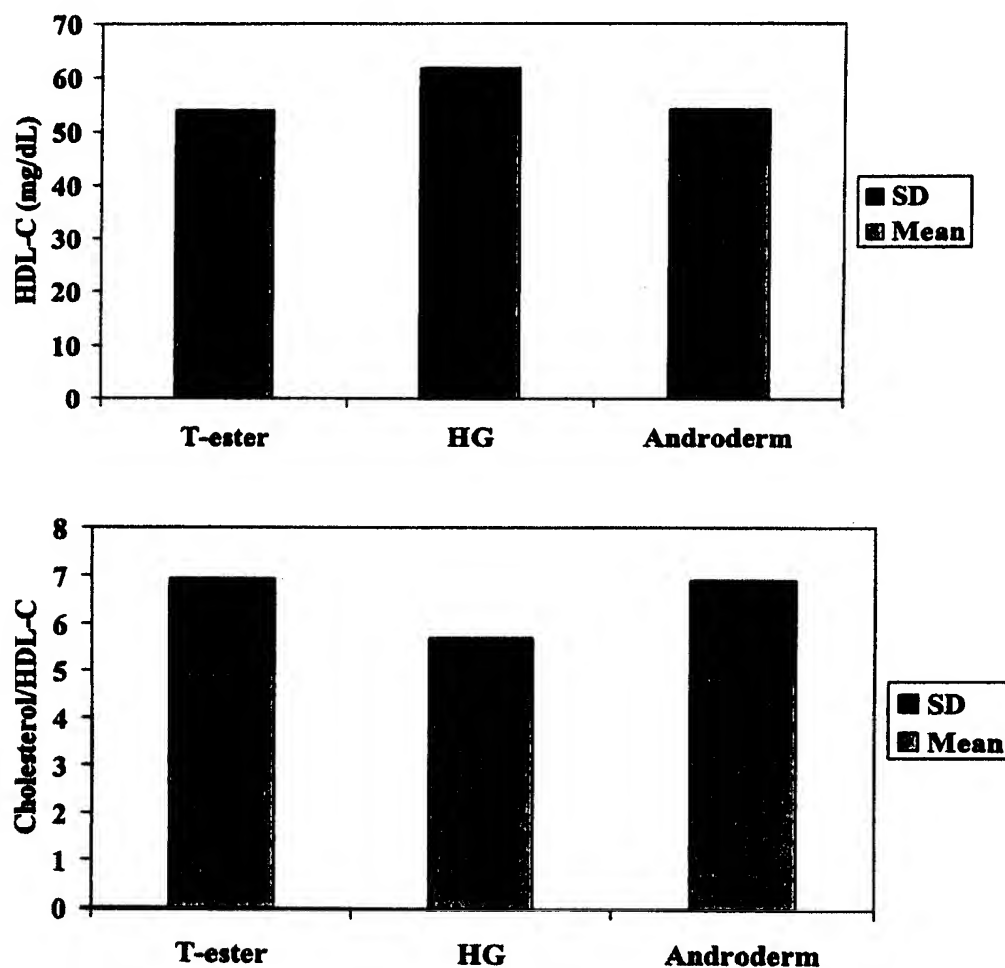 70
60
50
40
30
20
10
0
HDL-C (mg/dL)
T-ester HG Androderm
SD
Mean
8
7
6
5
4
3
2
1
0
Cholesterol/HDL-C
T-ester HG Androderm
SD
Mean